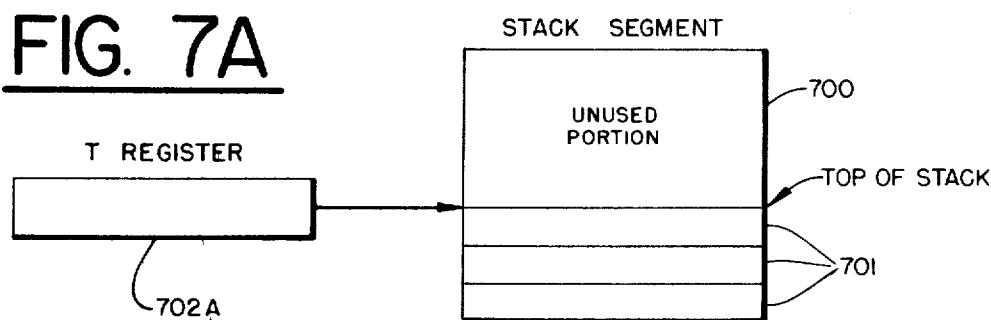 FIG. 7A
STACK SEGMENT
700
UNUSED
PORTION
T REGISTER
TOP OF STACK
701
702A